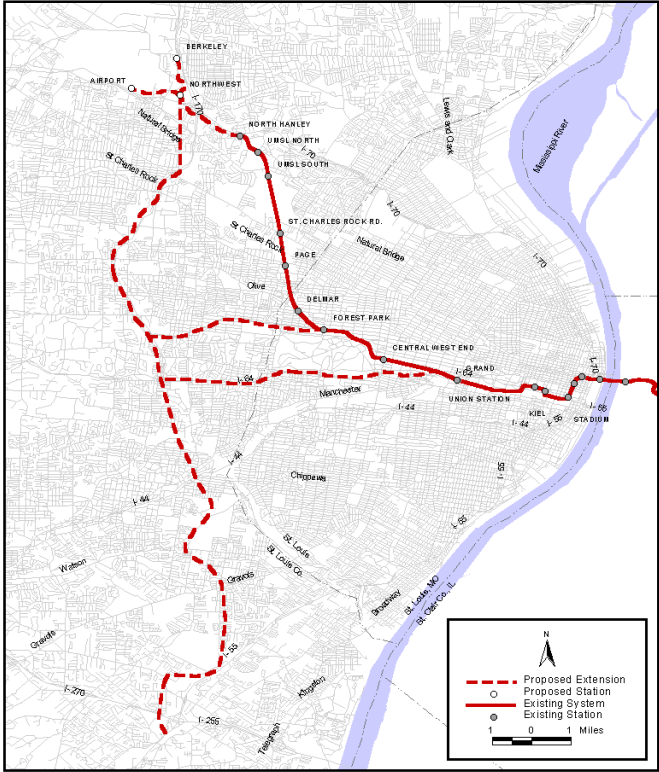 BERKELEY
AIRPORT
NORTHWEST
I-170
Natural Bridge
Lewis and Clark
NORTH HANLEY
UMSL NORTH
I-70
Mississippi River
St Charles Rock
UMSL SOUTH
I-70
ST. CHARLES ROCK RD.
St Charles Rock
Natural Bridge
PAGE
I-70
Olive
DELMAR
FOREST PARK
CENTRAL WEST END
I-70
GRAND
I-64
I-64
Manchester
UNION STATION
I-44
KIEL
I-55
I-55
STADIUM
I-44
I-44
I-55
Chippewa
I-44
I-55
St. Louis
St. Louis Co.
Watson
Gravois
Broadway
St. Louis, MO
St. Clair Co., IL
Gravois
I-55
N
I-270
Kingston
Proposed Extension
Proposed Station
Existing System
Existing Station
I-255
Telegraph
1 0 1 Miles